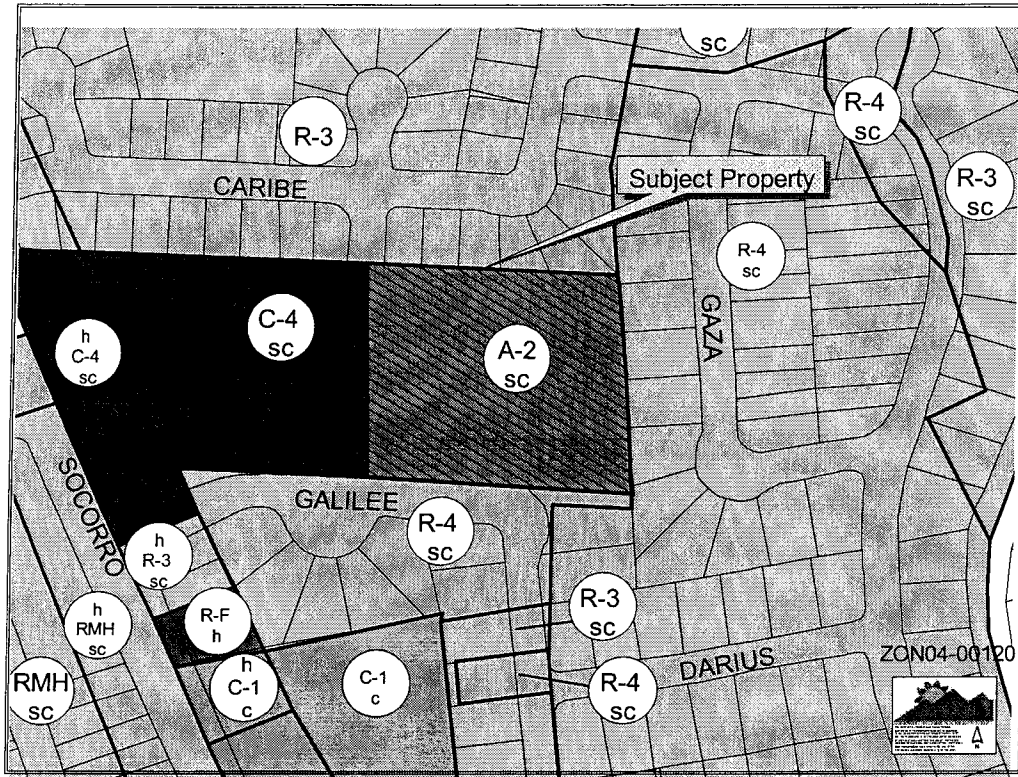 SC
R-4
SC
R-3
R-3
SC
CARIBE
Subject Property
R-4
SC
GAZA
C-4
SC
h
C-4
SC
A-2
SC
SOCORRO
GALILEE
R-4
SC
h
R-3
SC
R-F
h
h
RMH
SC
R-3
SC
RMH
SC
h
C-1
C
C-1
C
R-4
SC
DARIUS
ZON04-00120
N